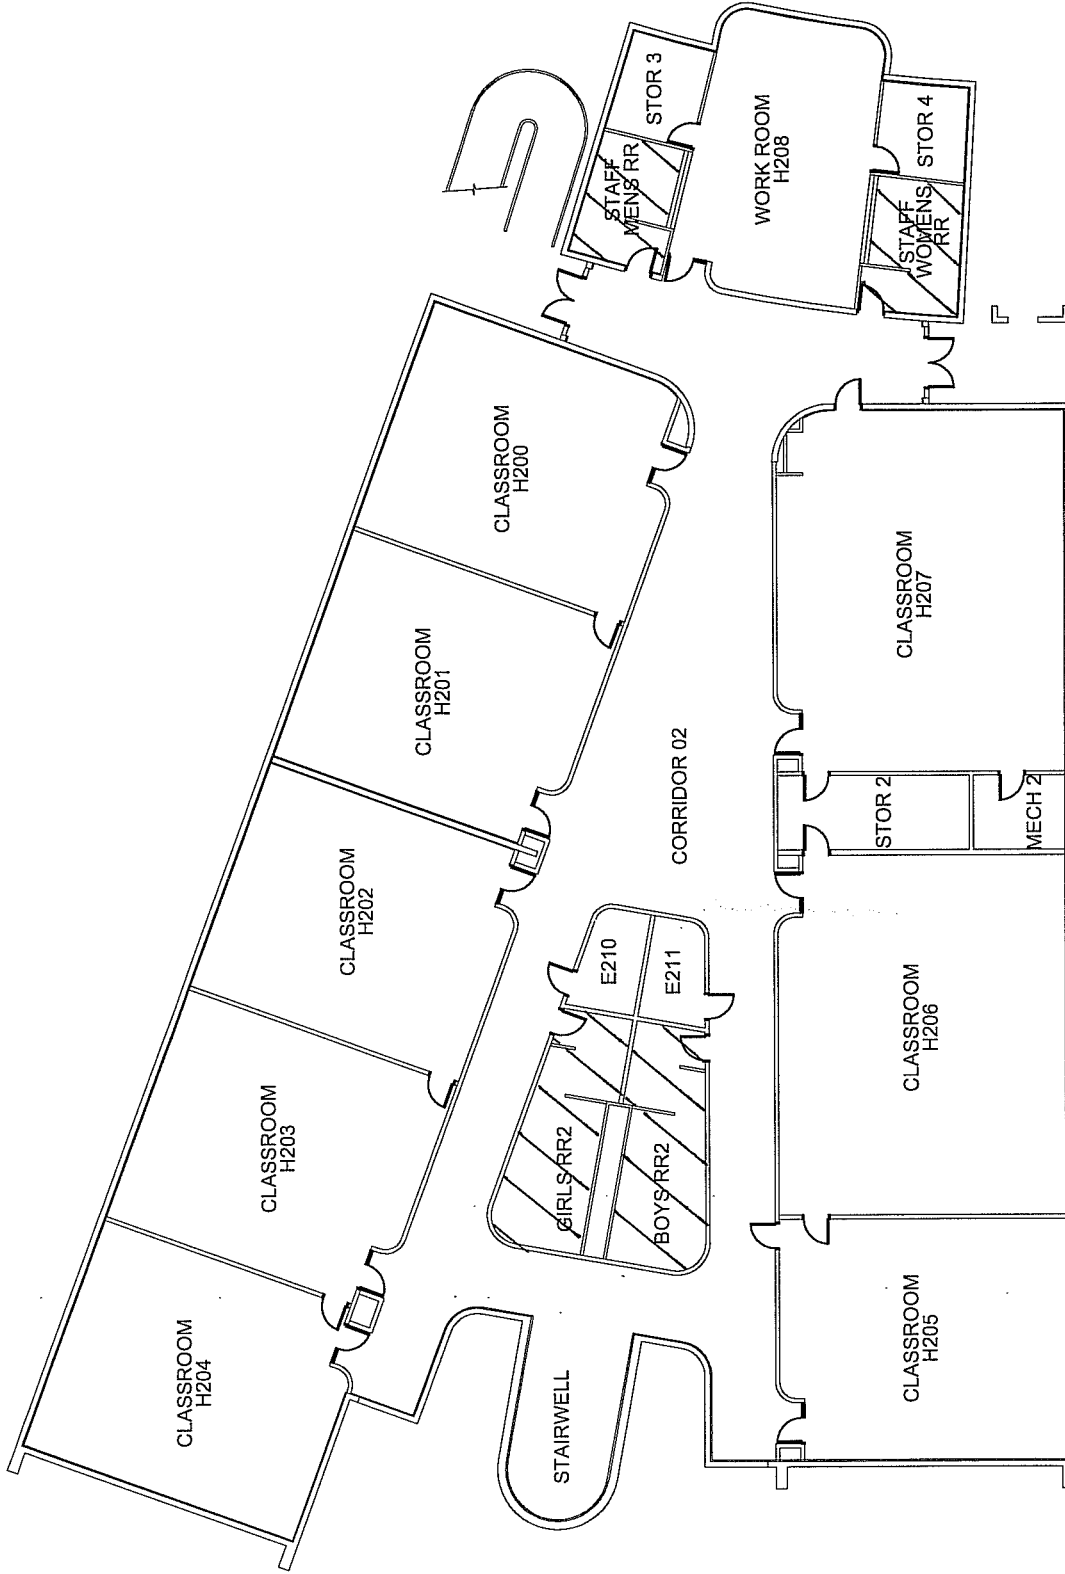 STOR 3
STAFF
MENS RR
WORK ROOM
H208
STOR 4
STAFF
WOMENS
RR
CLASSROOM
H200
CLASSROOM
H201
CLASSROOM
H202
CLASSROOM
H203
CLASSROOM
H204
CORRIDOR 02
E210
E211
GIRLS RR2
BOYS RR2
STAIRWELL
CLASSROOM
H207
STOR 2
MECH 2
CLASSROOM
H206
CLASSROOM
H205